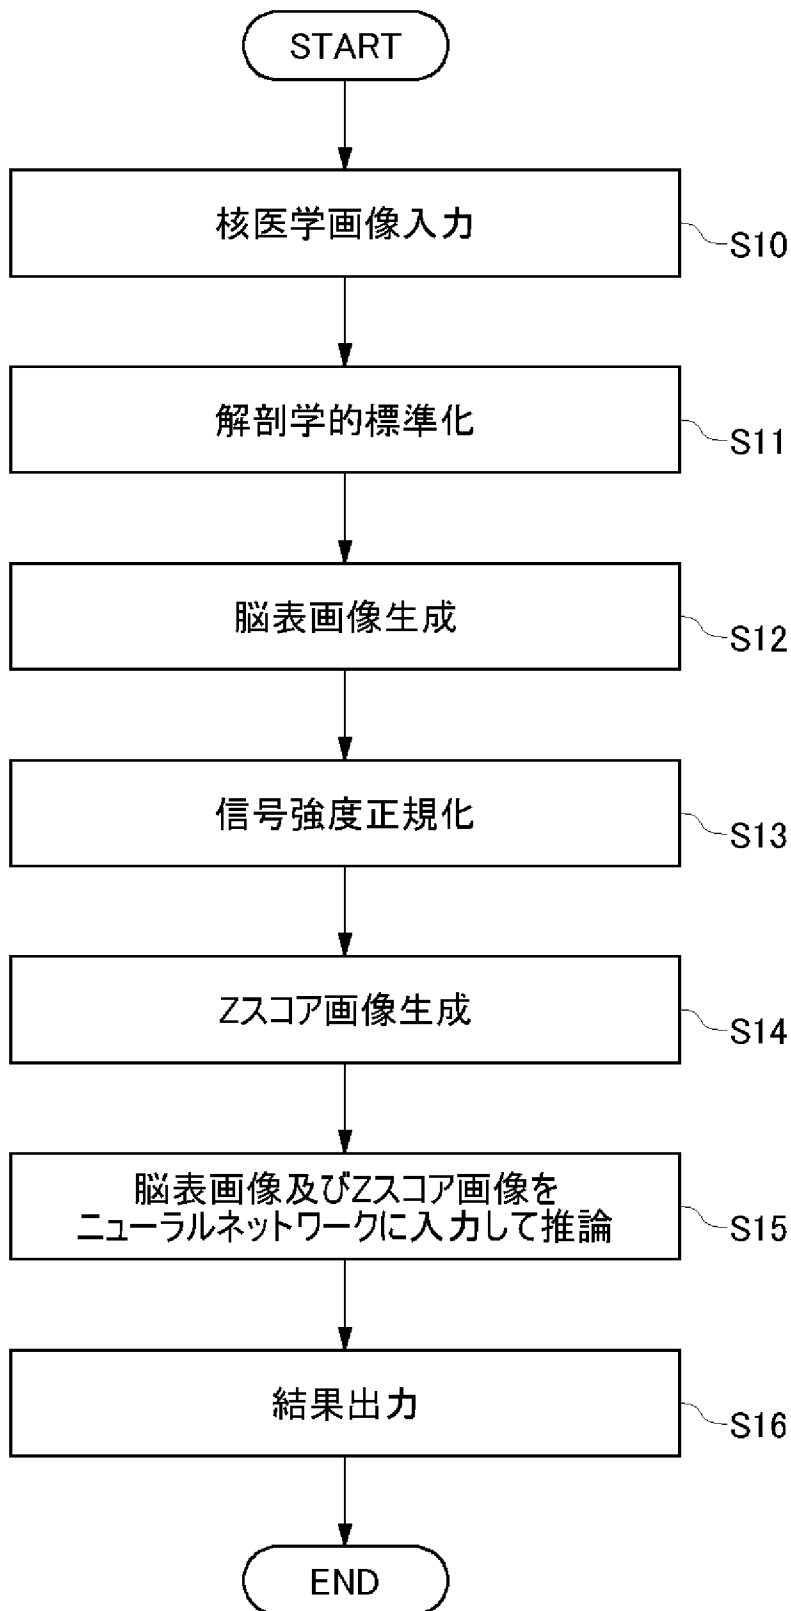 START
核医学画像入力
S10
解剖学的標準化
S11
脳表画像生成
S12
信号強度正規化
S13
Zスコア画像生成
S14
脳表画像及びZスコア画像を
ニューラルネットワークに入力して推論
S15
結果出力
S16
END